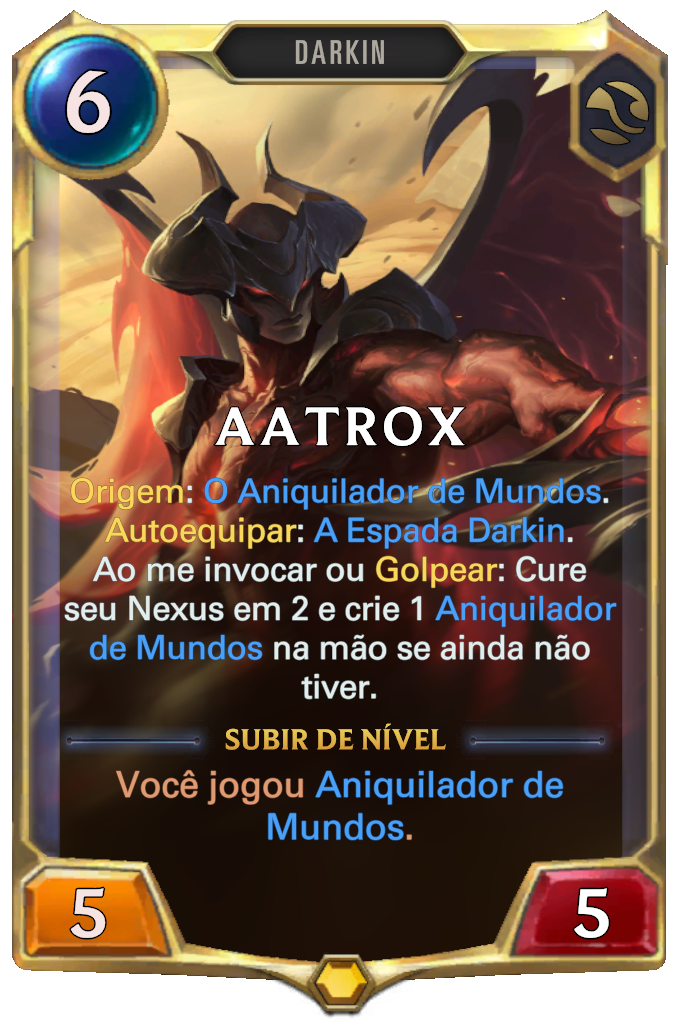 DARKIN
6
AATROX
Origem: O Aniquilador de Mundos.
Autoequipar: A Espada Darkin.
Ao me invocar ou Golpear: Cure
seu Nexus em 2 e crie 1 Aniquilador
de Mundos na mão se ainda não
tiver.
SUBIR DE NÍVEL
Você jogou Aniquilador de
Mundos.
5
5